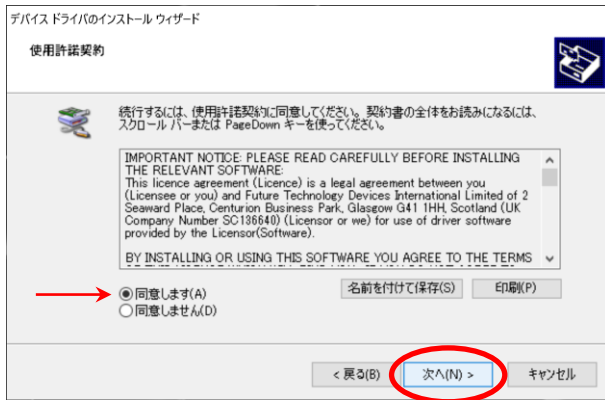 デバイス ドライバのインストール ウィザード
使用許諾契約
続行するには、使用許諾契約に同意してください。契約書の全体をお読みになるには、
スクロール バーまたは PageDown キーを使ってください。
IMPORTANT NOTICE: PLEASE READ CAREFULLY BEFORE INSTALLING
THE RELEVANT SOFTWARE:
This licence agreement (Licence) is a legal agreement between you
(Licensee or you) and Future Technology Devices International Limited of 2
Seaward Place, Centurion Business Park, Glasgow G41 1HH, Scotland (UK
Company Number SC136640) (Licensor or we) for use of driver software
provided by the Licensor(Software).
BY INSTALLING OR USING THIS SOFTWARE YOU AGREE TO THE TERMS
同意します(A)
名前を付けて保存(S)
印刷(P)
同意しません(D)
< 戻る(B)
次へ(N) >
キャンセル